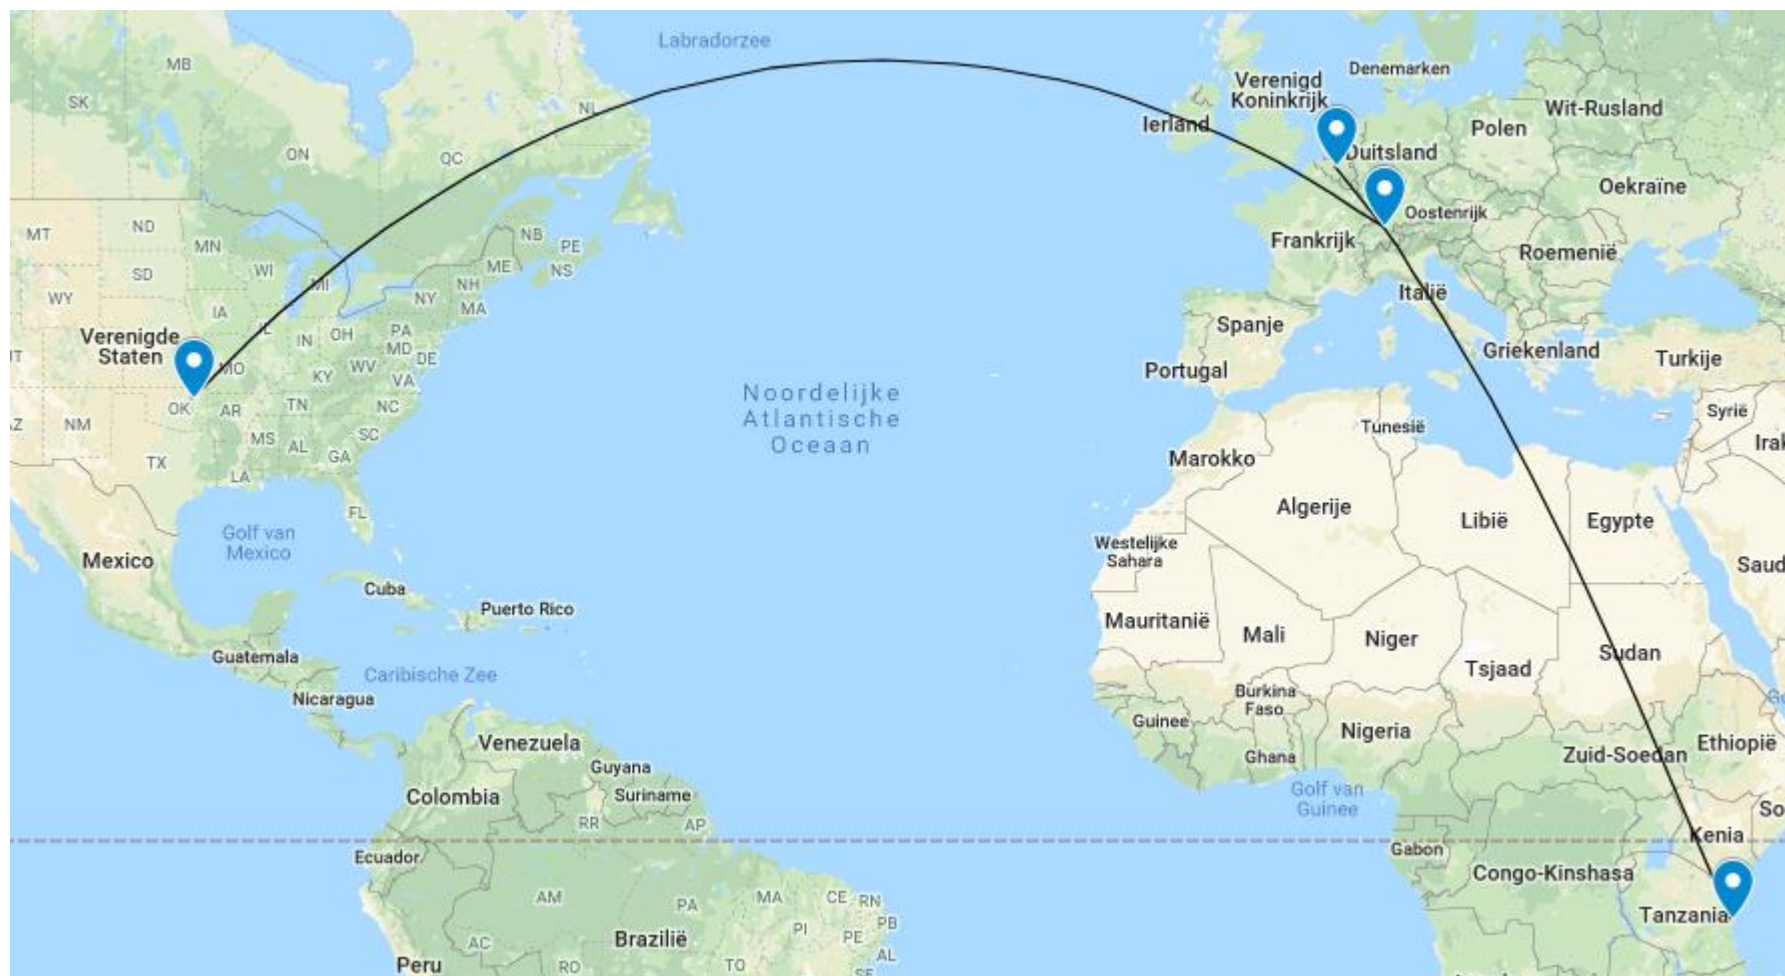 Labradorzee
MB
SK
NL
ON
QC
Verenigd
Koninkrijk
Denemarken
Ierland
Wit-Rusland
Polen
Duitsland
Oekraïne
Oostenrijk
Frankrijk
Roemenië
MT
ND
MN
NB
PE
SD
WI
MI
ME
NS
WY
IA
NY
NH
MA
Italië
Spanje
Verenigde
Staten
IL
IN
OH
PA
MD
DE
Griekenland
Turkije
Portugal
MO
KY
WV
VA
Noordelijke
Atlantische
Oceaan
OK
AR
TN
NC
NM
MS
AL
SC
GA
TX
LA
Syrië
Tunesië
Marokko
FL
Algerije
Libië
Egypte
Golf van
Mexico
Mexico
Westelijke
Sahara
Saud
Cuba
Puerto Rico
Mauritanië
Mali
Niger
Sudan
Guatemala
Caribische Zee
Tsjaad
Nicaragua
Burkina
Faso
Guinee
Nigeria
Venezuela
Ethiopië
Ghana
Zuid-Soedan
Guyana
Colombia
Suriname
Golf van
Guinee
So
RR
AP
Kenia
Ecuador
Gabon
Congo-Kinshasa
AM
PA
MA
CE
RN
Tanzania
PB
PI
PE
AC
Brazilië
AL
Peru
RO
TO